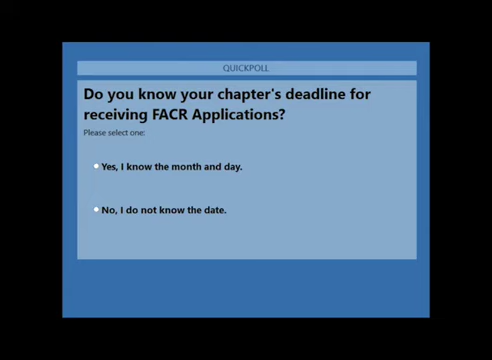 QUICKPOLL
Do you know your chapter's deadline for
receiving FACR Applications?
Please select one:
Yes, I know the month and day.
No, I do not know the date.